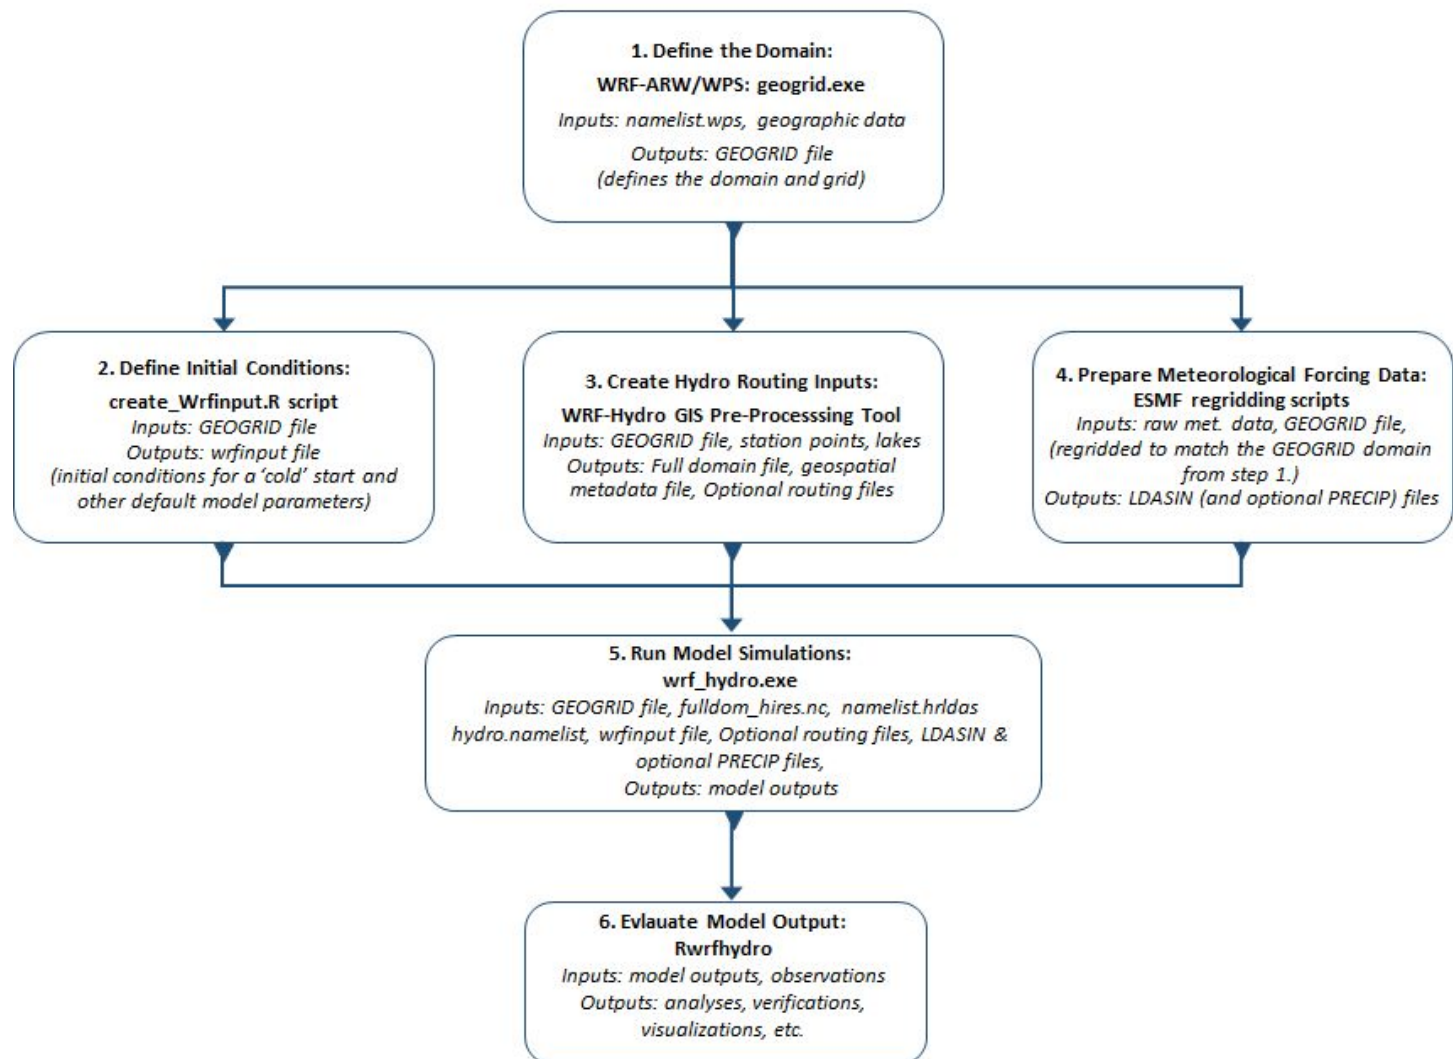 1. Define the Domain:
WRF-ARW/WPS: geogrid.exe
Inputs: namelist.wps, geographic data
Outputs: GEOGRID file
(defines the domain and grid)
2. Define Initial Conditions:
create_Wrfinput.R script
Inputs: GEOGRID file
Outputs: wrfinput file
(initial conditions for a ‘cold’ start and
other default model parameters)
3. Create Hydro Routing Inputs:
WRF-Hydro GIS Pre-Processsing Tool
Inputs: GEOGRID file, station points, lakes
Outputs: Full domain file, geospatial
metadata file, Optional routing files
4. Prepare Meteorological Forcing Data:
ESMF regridding scripts
Inputs: raw met. data, GEOGRID file,
(regridded to match the GEOGRID domain
from step 1.)
Outputs: LDASIN (and optional PRECIP) files
5. Run Model Simulations:
wrf_hydro.exe
Inputs: GEOGRID file, fulldom_hires.nc, namelist.hrldas
hydro.namelist, wrfinput file, Optional routing files, LDASIN &
optional PRECIP files,
Outputs: model outputs
6. Evlauate Model Output:
Rwrfhydro
Inputs: model outputs, observations
Outputs: analyses, verifications,
visualizations, etc.